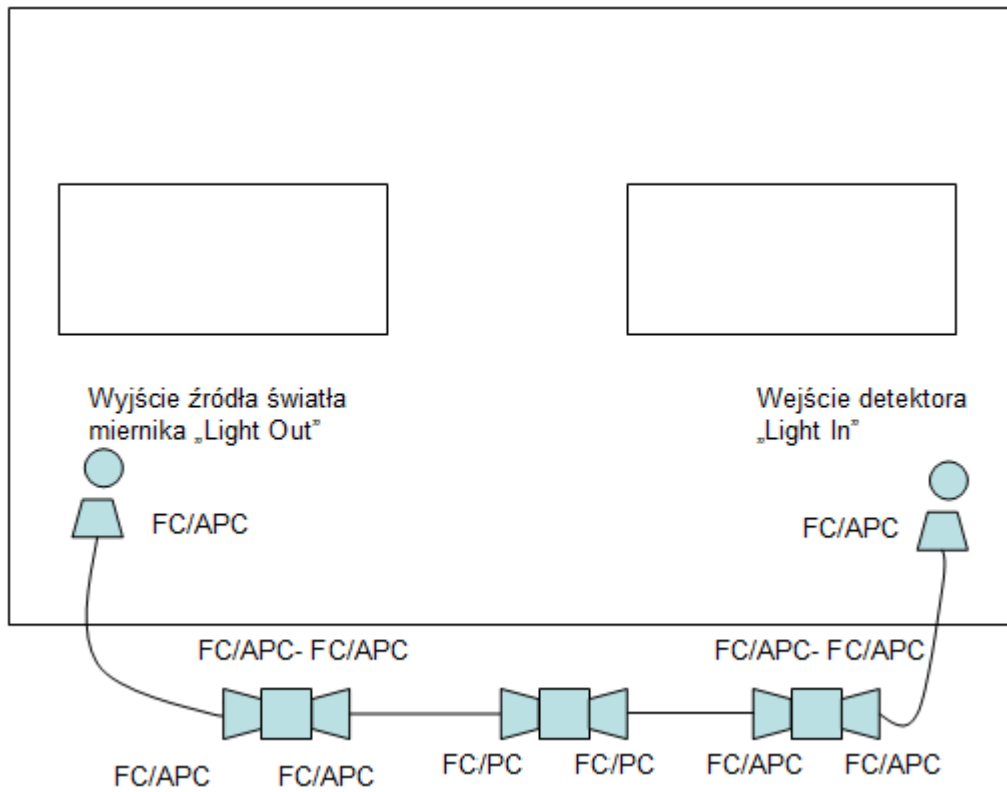 Wyjście źródła światła
miernika „Light Out”
Wejście detektora
„Light In”
FC/APC
FC/APC
FC/APC- FC/APC
FC/APC- FC/APC
FC/APC
FC/APC
FC/PC
FC/PC
FC/APC
FC/APC